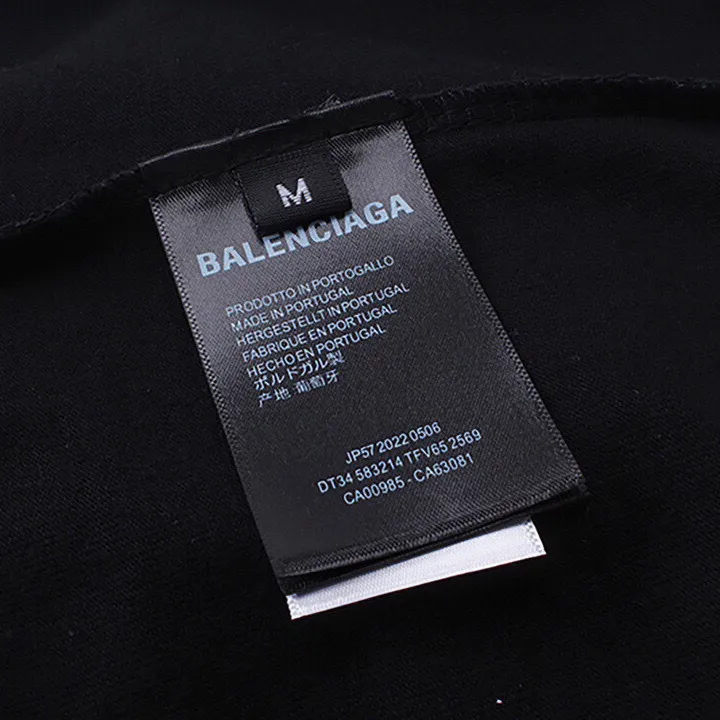 M
BALENCIAGA
PRODOTTO IN PORTOGALLO
MADE IN PORTUGAL
HERGESTELLT IN PORTUGAL
FABRIQUE EN PORTUGAL
HECHO EN PORTUGAL
ポルドガル製
产地 葡萄牙
JP57 2022 0506
DT34 583214 TFV65 2569
CA00985 - CA63081